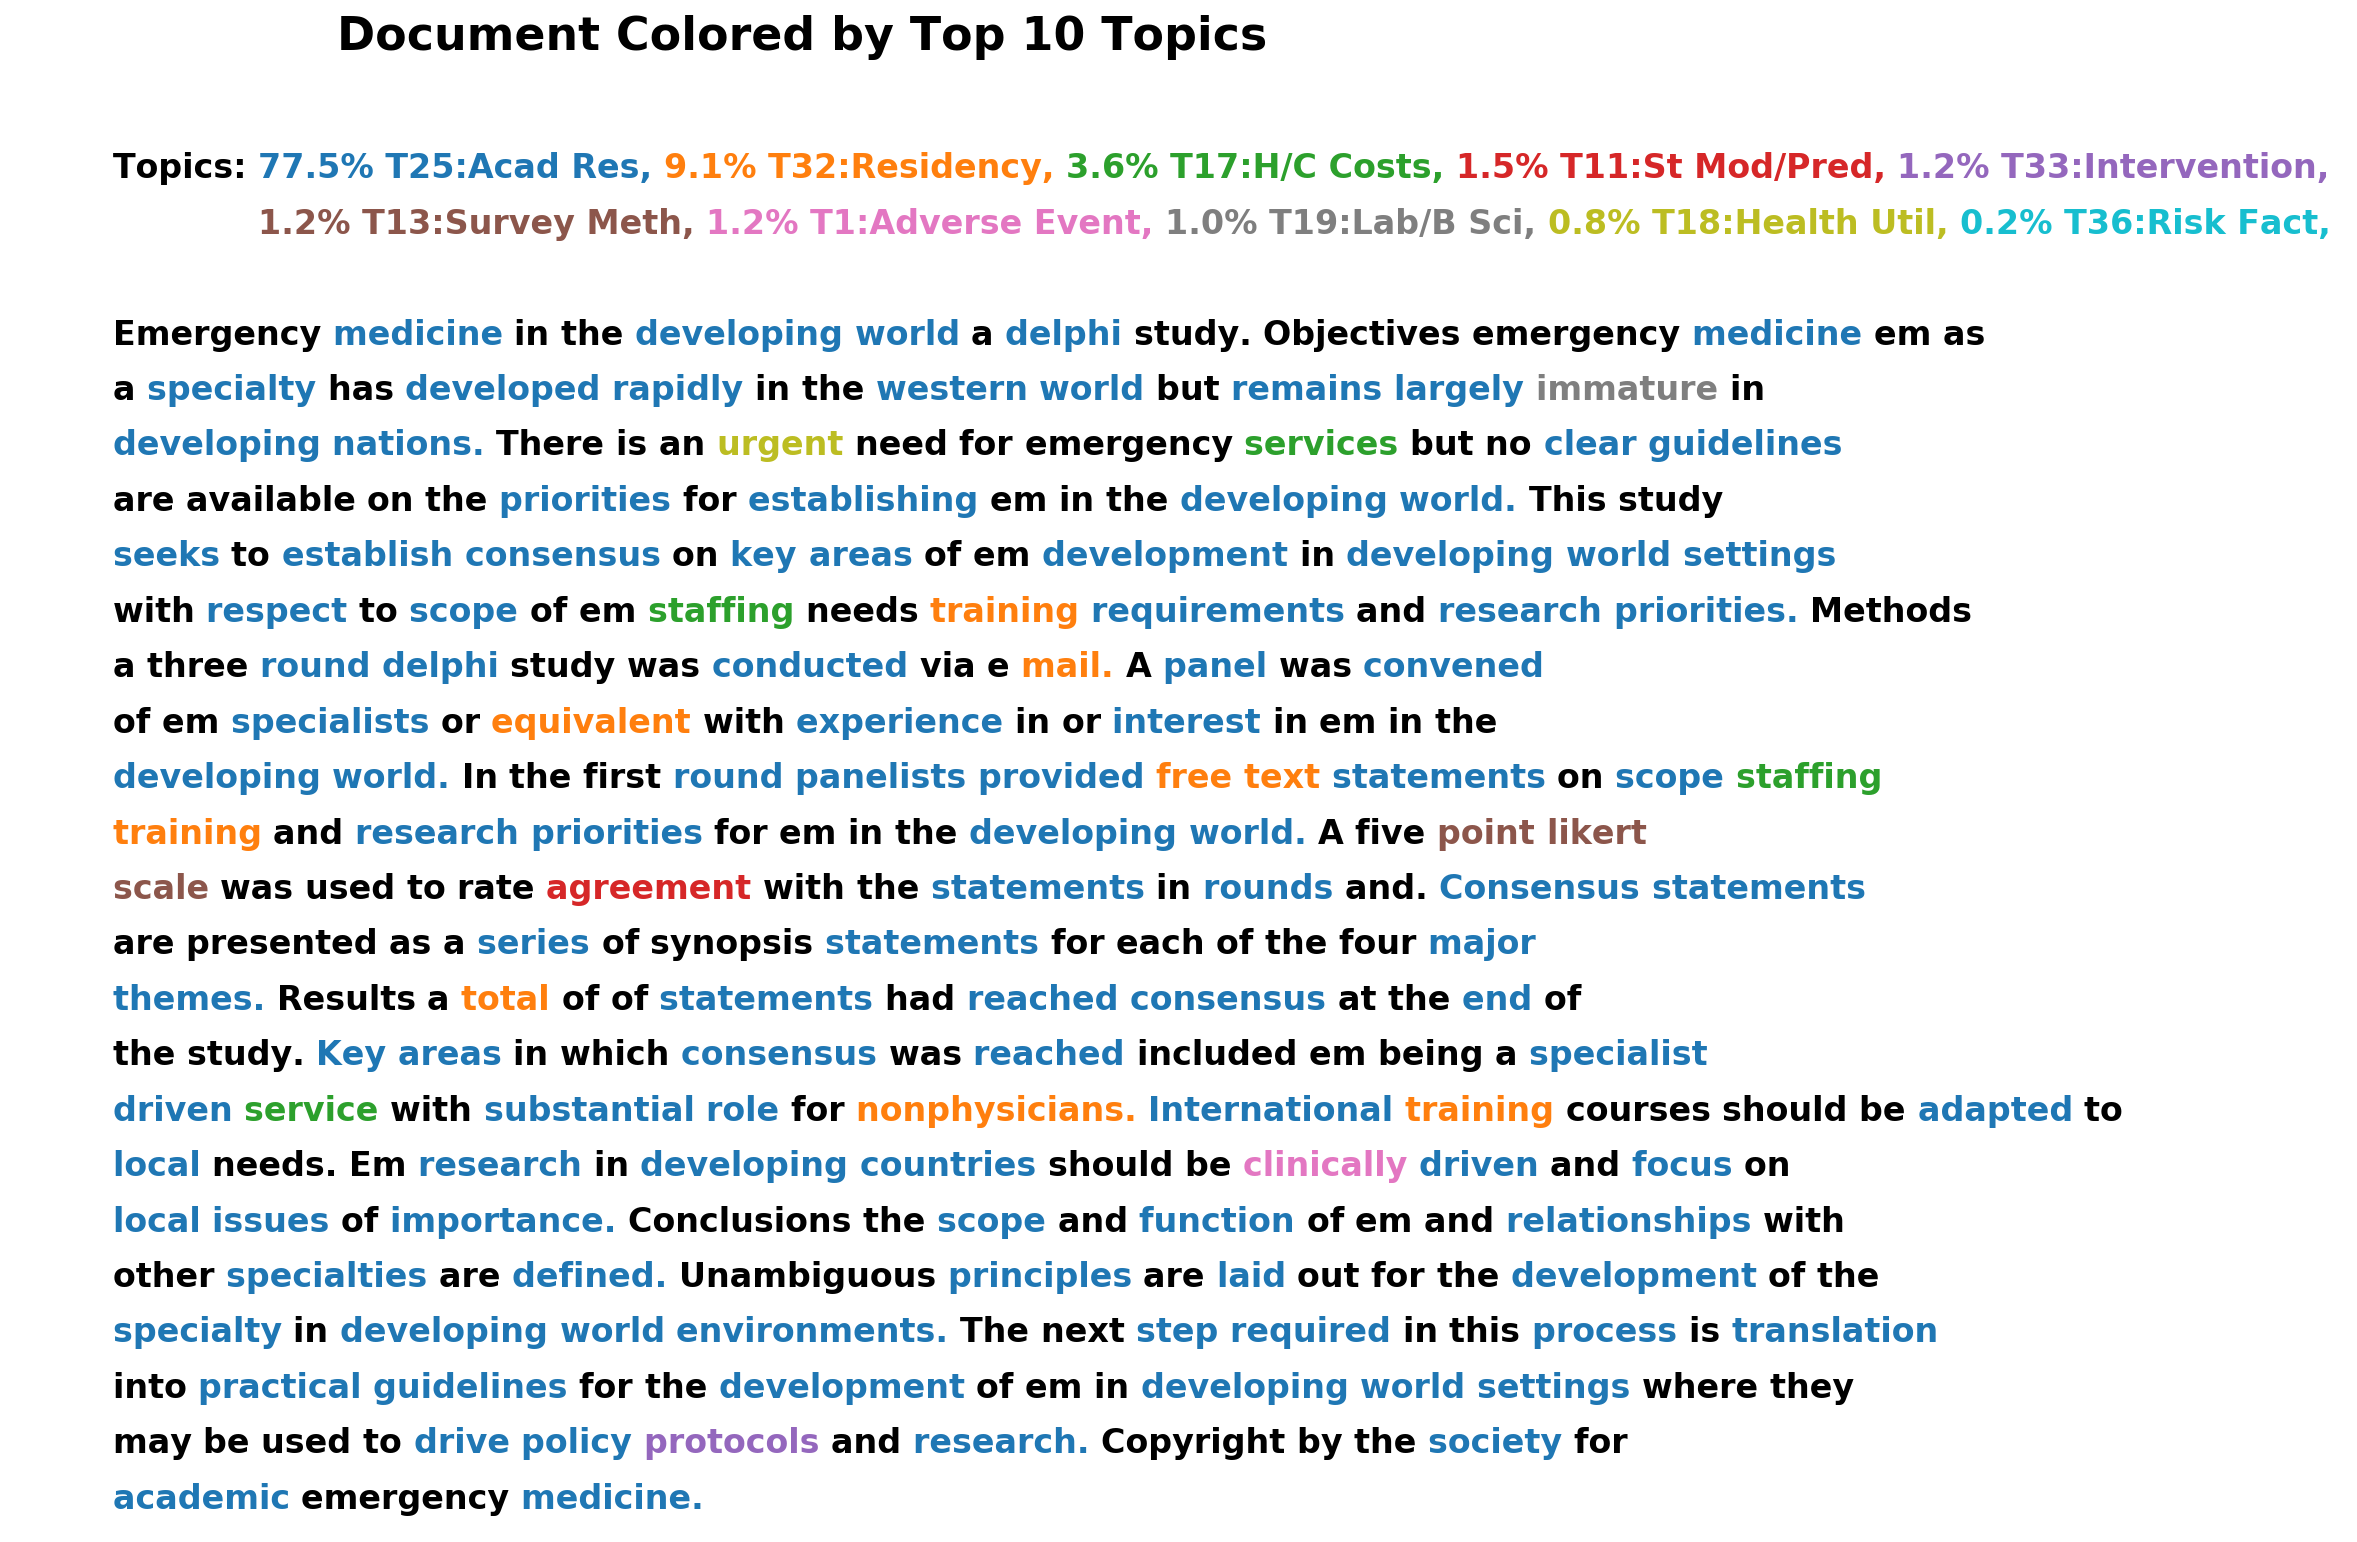 Document Colored by Top 10 Topics
Topics: 77.5% T25:Acad Res, 9.1% T32:Residency, 3.6% T17:H/C Costs, 1.5% T11:St Mod/Pred, 1.2% T33:Intervention,
1.2% T13:Survey Meth, 1.2% T1:Adverse Event, 1.0% T19:Lab/B Sci, 0.8% T18:Health Util, 0.2% T36:Risk Fact,
Emergency medicine in the developing world a delphi study. Objectives emergency medicine em as
a specialty has developed rapidly in the western world but remains largely immature in
developing nations. There is an urgent need for emergency services but no clear guidelines
are available on the priorities for establishing em in the developing world. This study
seeks to establish consensus on key areas of em development in developing world settings
with respect to scope of em staffing needs training requirements and research priorities. Methods
a three round delphi study was conducted via e mail. A panel was convened
of em specialists or equivalent with experience in or interest in em in the
developing world. In the first round panelists provided free text statements on scope staffing
training and research priorities for em in the developing world. A five point likert
scale was used to rate agreement with the statements in rounds and. Consensus statements
are presented as a series of synopsis statements for each of the four major
themes. Results a total of of statements had reached consensus at the end of
the study. Key areas in which consensus was reached included em being a specialist
driven service with substantial role for nonphysicians. International training courses should be adapted to
local needs. Em research in developing countries should be clinically driven and focus on
local issues of importance. Conclusions the scope and function of em and relationships with
other specialties are defined. Unambiguous principles are laid out for the development of the
specialty in developing world environments. The next step required in this process is translation
into practical guidelines for the development of em in developing world settings where they
may be used to drive policy protocols and research. Copyright by the society for
academic emergency medicine.